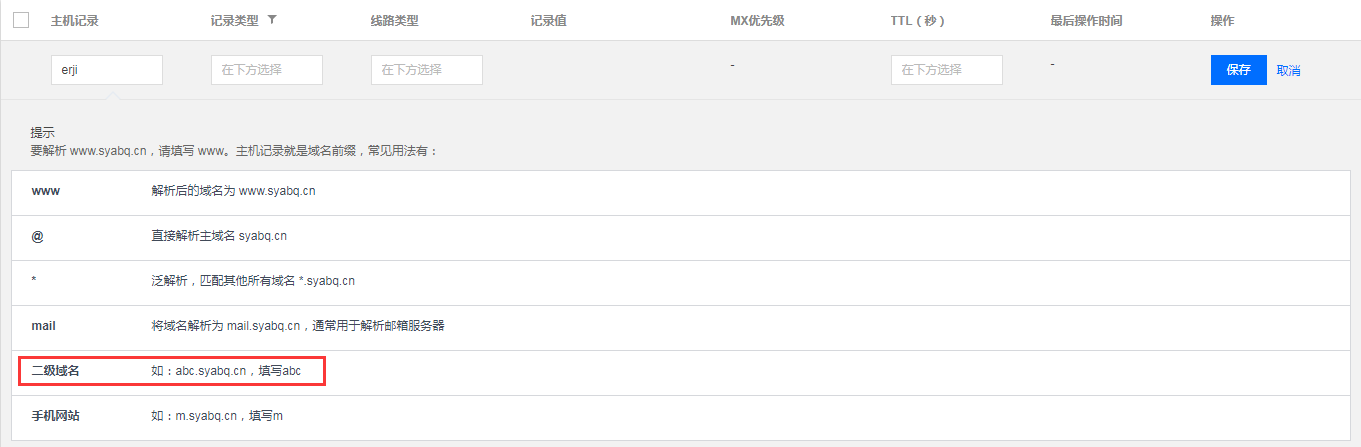 主机记录 记录类型 线路类型 记录值 MX优先级 TTL（秒） 最后操作时间 操作
erji 在下方选择 在下方选择 - 在下方选择 - 保存 取消
提示
要解析 www.syabq.cn，请填写 www。主机记录就是域名前缀，常见用法有：
www 解析后的域名为 www.syabq.cn
@ 直接解析主域名 syabq.cn
* 泛解析，匹配其他所有域名 *.syabq.cn
mail 将域名解析为 mail.syabq.cn，通常用于解析邮箱服务器
二级域名 如：abc.syabq.cn，填写abc
手机网站 如：m.syabq.cn，填写m